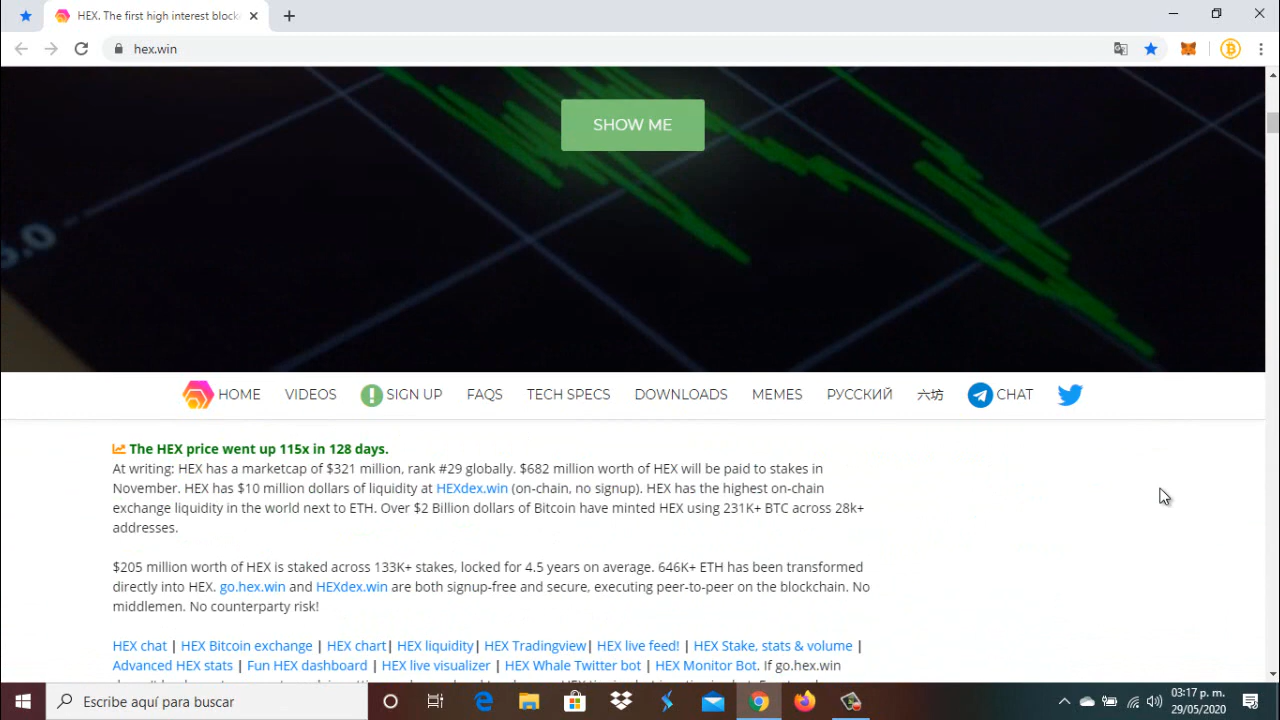 HEX. The first high interest block
hex.win
SHOW ME
5.0
HOME VIDEOS SIGN UP FAQS TECH SPECS DOWNLOADS MEMES РУССКИЙ 六坊 CHAT
The HEX price went up 115x in 128 days.
At writing: HEX has a marketcap of $321 million, rank #29 globally. $682 million worth of HEX will be paid to stakes in
November. HEX has $10 million dollars of liquidity at HEXdex.win (on-chain, no signup). HEX has the highest on-chain
exchange liquidity in the world next to ETH. Over $2 Billion dollars of Bitcoin have minted HEX using 231K+ BTC across 28k+
addresses.
$205 million worth of HEX is staked across 133K+ stakes, locked for 4.5 years on average. 646K+ ETH has been transformed
directly into HEX. go.hex.win and HEXdex.win are both signup-free and secure, executing peer-to-peer on the blockchain. No
middlemen. No counterparty risk!
HEX chat | HEX Bitcoin exchange | HEX chart| HEX liquidity| HEX Tradingview| HEX live feed! | HEX Stake, stats & volume |
Advanced HEX stats | Fun HEX dashboard | HEX live visualizer | HEX Whale Twitter bot | HEX Monitor Bot. If go.hex.win
Escribe aquí para buscar
03:17 p. m.
29/05/2020